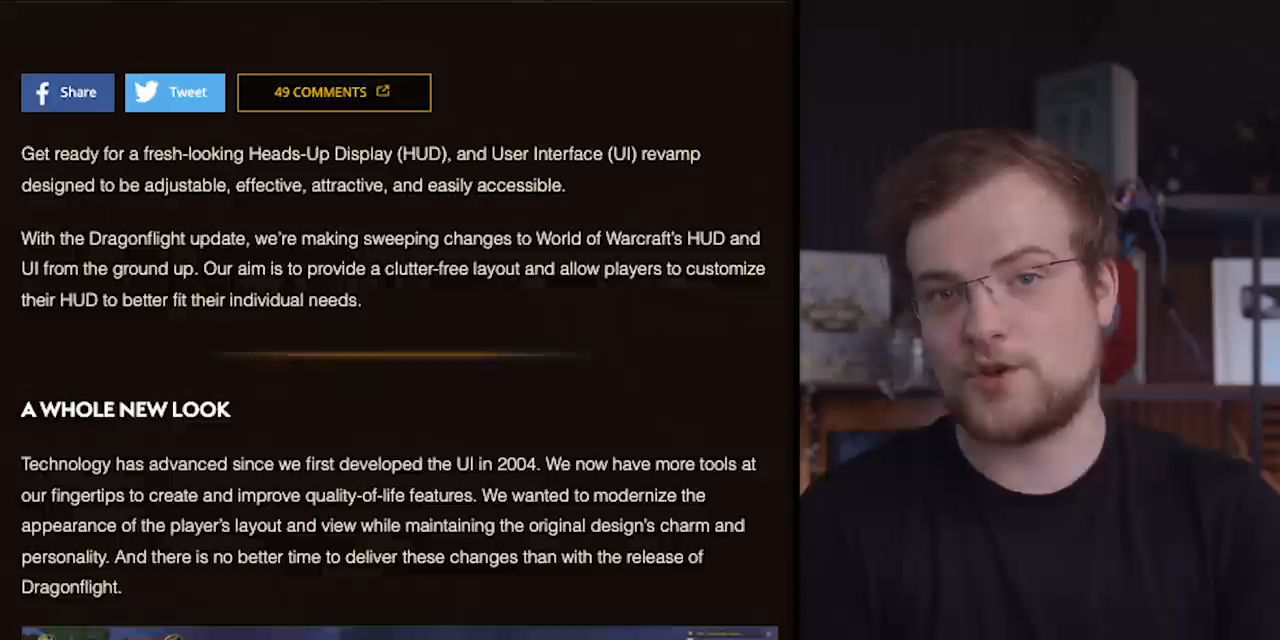 Share
Tweet
49 COMMENTS
Get ready for a fresh-looking Heads-Up Display (HUD), and User Interface (UI) revamp
designed to be adjustable, effective, attractive, and easily accessible.
With the Dragonflight update, we're making sweeping changes to World of Warcraft's HUD and
UI from the ground up. Our aim is to provide a clutter-free layout and allow players to customize
their HUD to better fit their individual needs.
A WHOLE NEW LOOK
Technology has advanced since we first developed the UI in 2004. We now have more tools at
our fingertips to create and improve quality-of-life features. We wanted to modernize the
appearance of the player's layout and view while maintaining the original design's charm and
personality. And there is no better time to deliver these changes than with the release of
Dragonflight.